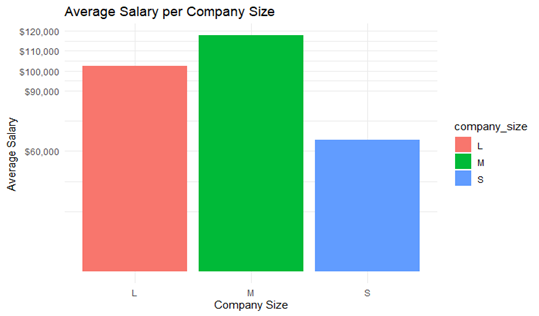 Average Salary per Company Size
$120,000
$110,000
$100,000
$90,000
$60,000
Average Salary
L
M
S
Company Size
company_size
L
M
S